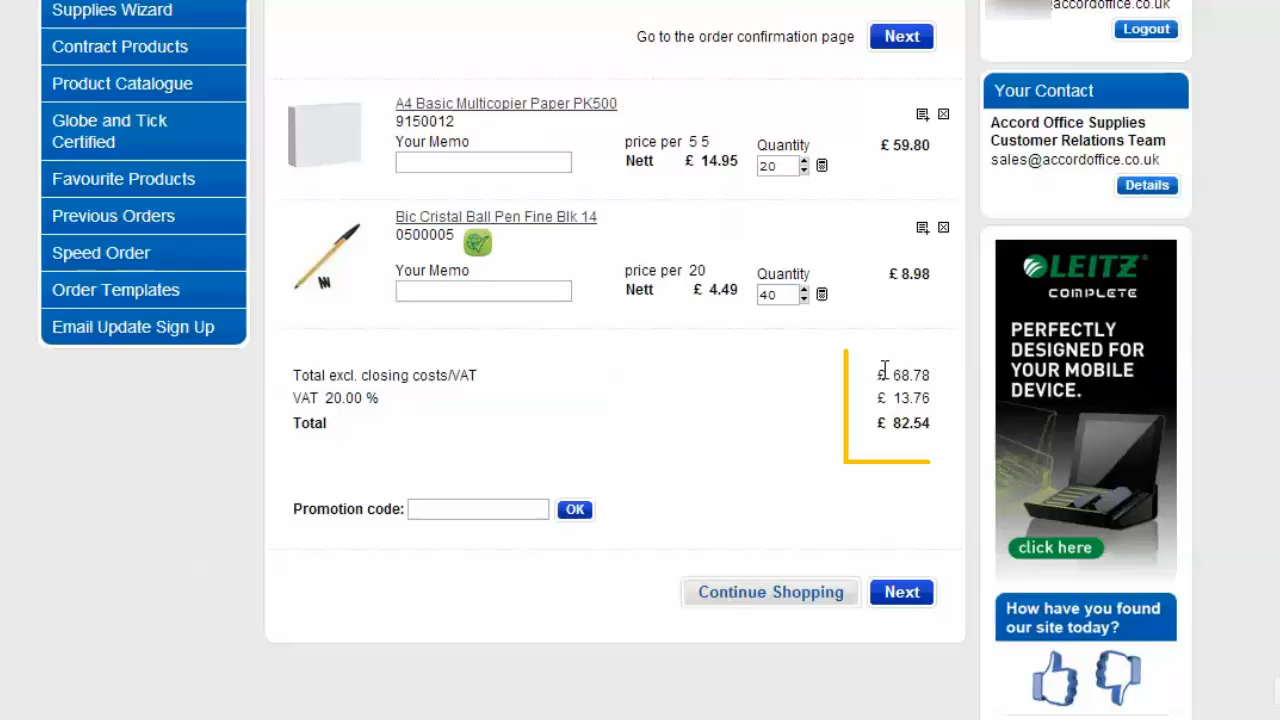 Supplies Wizard
Contract Products
Product Catalogue
Globe and Tick
Certified
Favourite Products
Previous Orders
Speed Order
Order Templates
Email Update Sign Up
Go to the order confirmation page Next
A4 Basic Multicopier Paper PK500
9150012
Your Memo
price per 5 5
Nett £ 14.95
Quantity
20
£ 59.80
Bic Cristal Ball Pen Fine Blk 14
0500005
Your Memo
price per 20
Nett £ 4.49
Quantity
40
£ 8.98
Total excl. closing costs/VAT £ 68.78
VAT 20.00 % £ 13.76
Total £ 82.54
Promotion code: OK
Continue Shopping Next
accordoffice.co.uk
Logout
Your Contact
Accord Office Supplies
Customer Relations Team
sales@accordoffice.co.uk
Details
LEITZ
COMPLETE
PERFECTLY
DESIGNED FOR
YOUR MOBILE
DEVICE.
click here
How have you found
our site today?